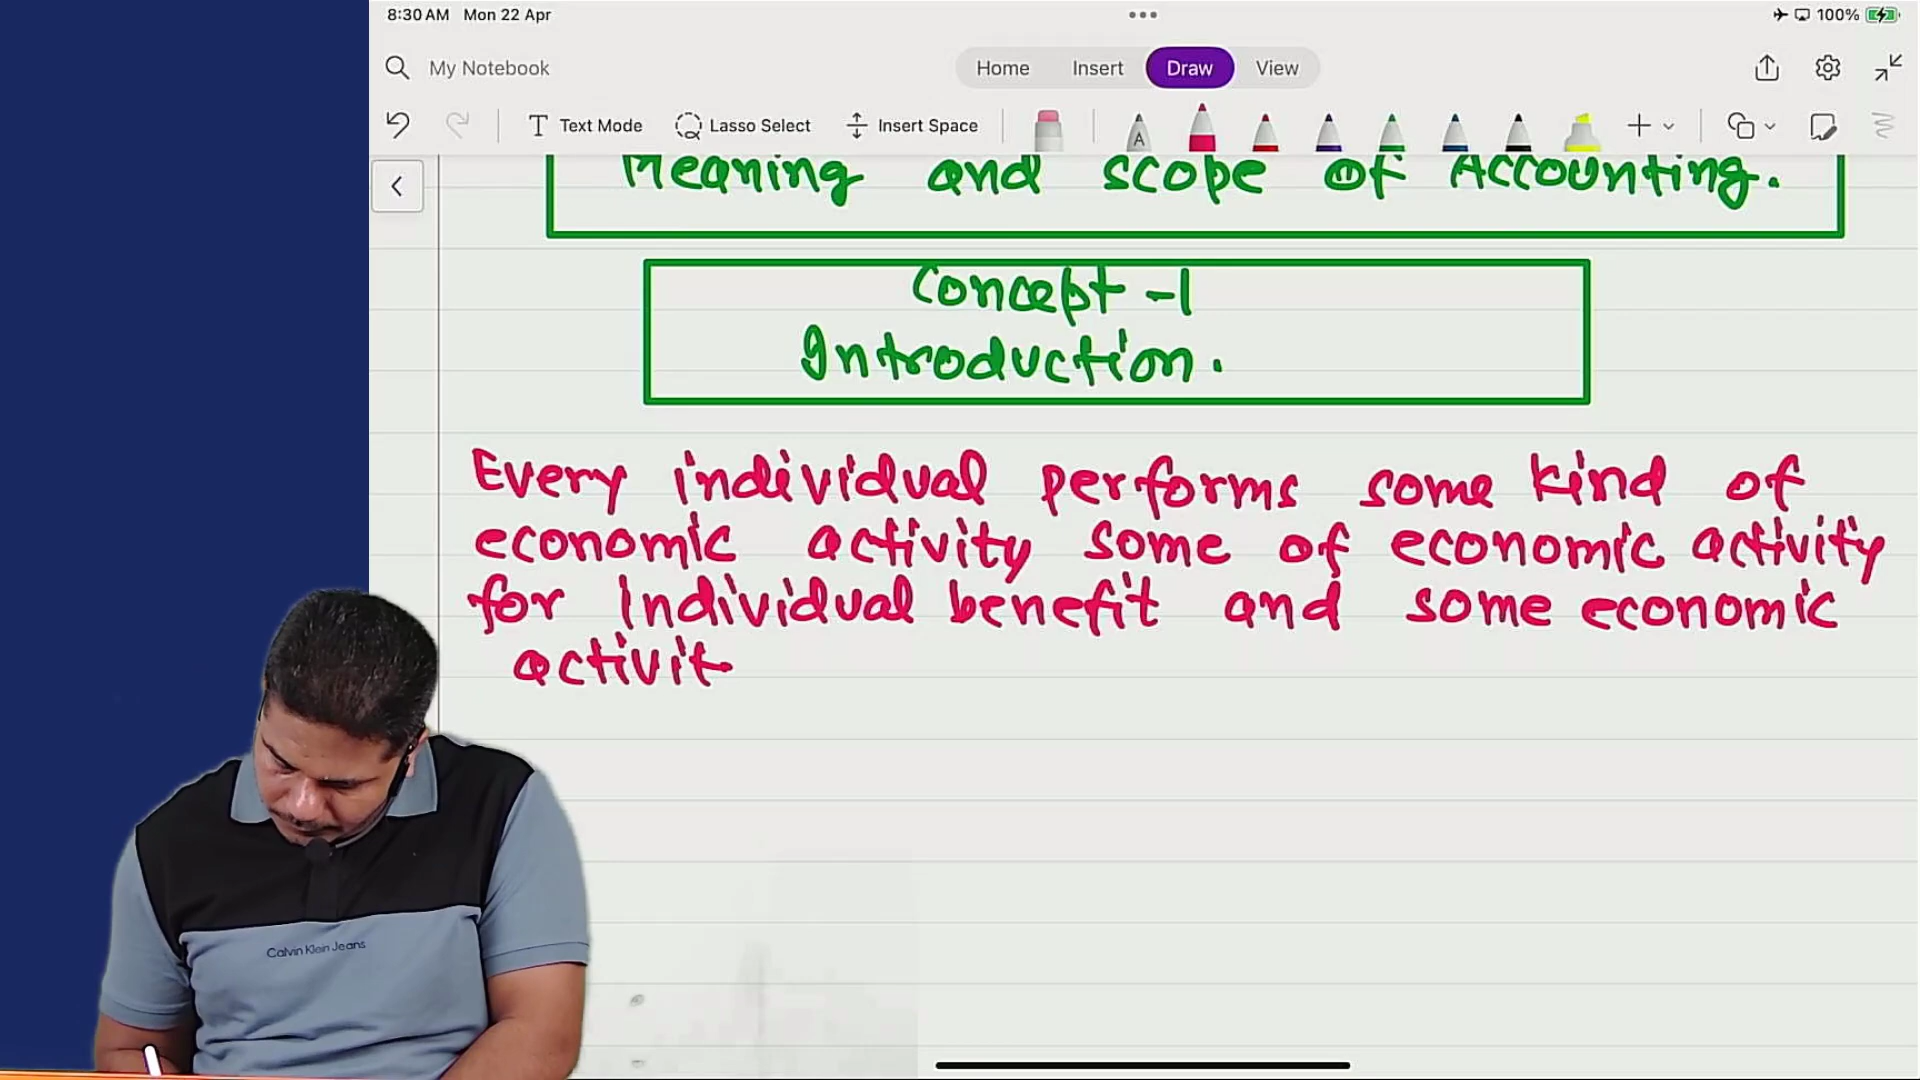 8:30 AM Mon 22 Apr
100%
My Notebook
Home Insert Draw View
Text Mode Lasso Select Insert Space
A
Meaning and scope of Accounting.
Concept -1
Introduction.
Every individual performs some kind of
economic activity some of economic activity
for individual benefit and some economic
activit
Calvin Klein Jeans